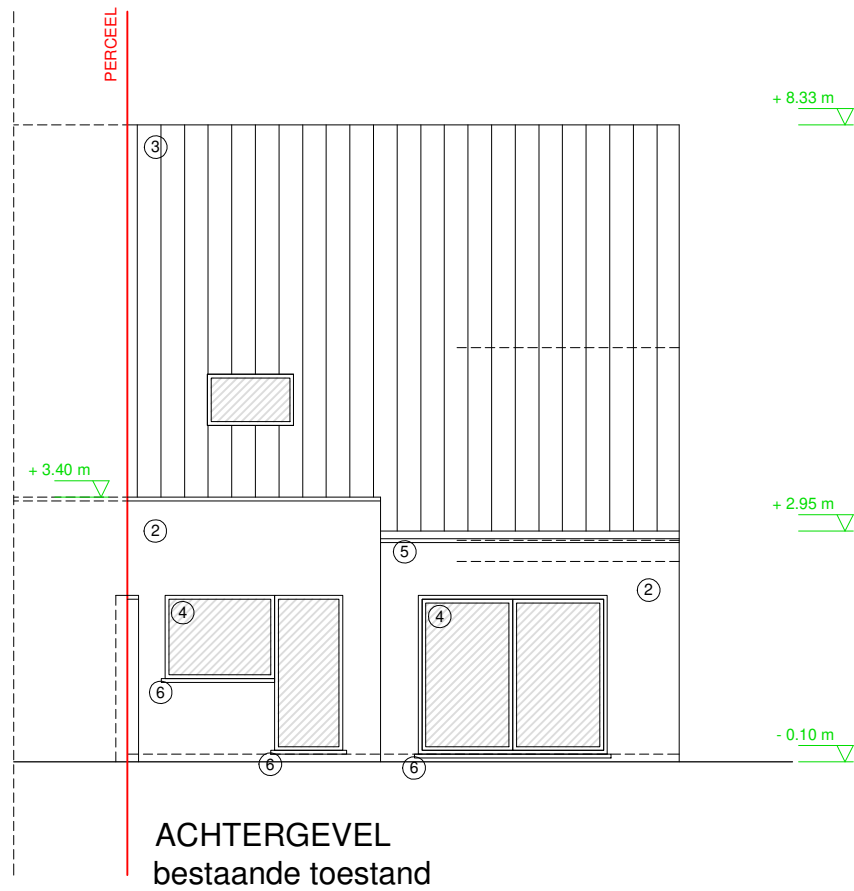 PERCEEL
+ 8.33 m
3
+ 3.40 m
+ 2.95 m
2
5
2
4
4
6
- 0.10 m
6
6
ACHTERGEVEL
bestaande toestand